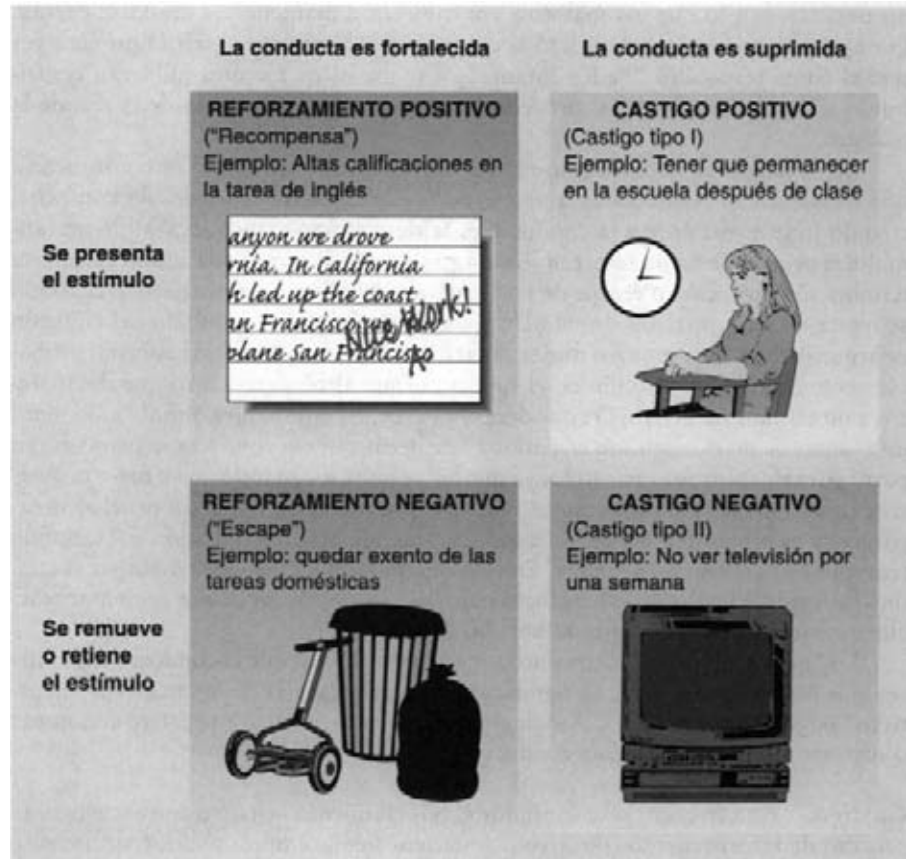 La conducta es fortalecida
La conducta es suprimida
REFORZAMIENTO POSITIVO
("Recompensa")
Ejemplo: Altas calificaciones en
la tarea de inglés
CASTIGO POSITIVO
(Castigo tipo I)
Ejemplo: Tener que permanecer
en la escuela después de clase
Se presenta
el estímulo
anyon we drove
rnia. In California
h led up the coast.
an Francisco
Nice Work!
plane San Francisko
REFORZAMIENTO NEGATIVO
("Escape")
Ejemplo: quedar exento de las
tareas domésticas
CASTIGO NEGATIVO
(Castigo tipo II)
Ejemplo: No ver televisión por
una semana
Se remueve
o retiene
el estímulo